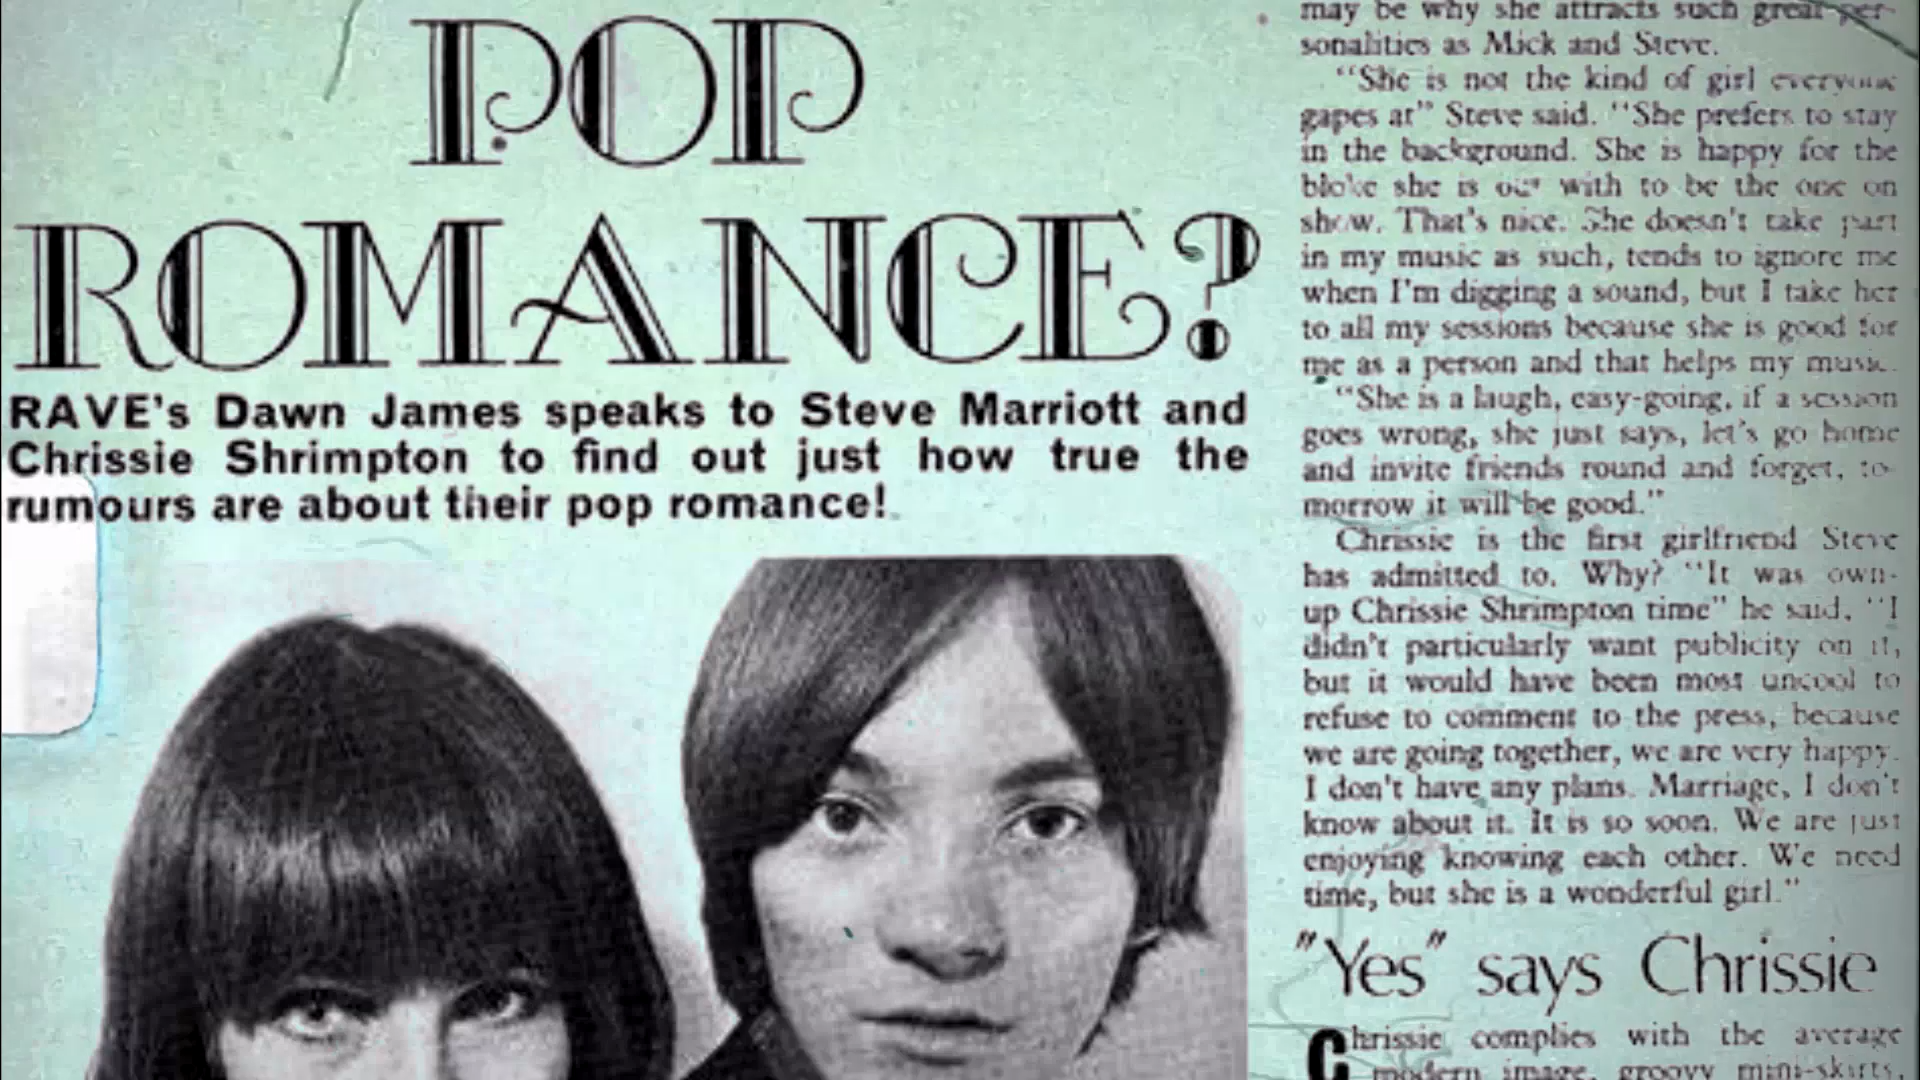 POP
ROMANCE?
RAVE's Dawn James speaks to Steve Marriott and
Chrissie Shrimpton to find out just how true the
rumours are about their pop romance!
may be why she attracts such great per-
sonalities as Mick and Steve.
"She is not the kind of girl everyone
gapes at" Steve said. "She prefers to stay
in the background. She is happy for the
bloke she is out with to be the one on
show. That's nice. She doesn't take part
in my music as such, tends to ignore me
when I'm digging a sound, but I take her
to all my sessions because she is good for
me as a person and that helps my music.
"She is a laugh, easy-going, if a session
goes wrong, she just says, let's go home
and invite friends round and forget, to-
morrow it will be good."
Chrissie is the first girlfriend Steve
has admitted to. Why? "It was own-
up Chrissie Shrimpton time" he said, "I
didn't particularly want publicity on it,
but it would have been most uncool to
refuse to comment to the press, because
we are going together, we are very happy.
I don't have any plans. Marriage, I don't
know about it. It is so soon. We are just
enjoying knowing each other. We need
time, but she is a wonderful girl."
"Yes" says Chrissie
Chrissie complies with the average
modern image, groovy mini-skirts,